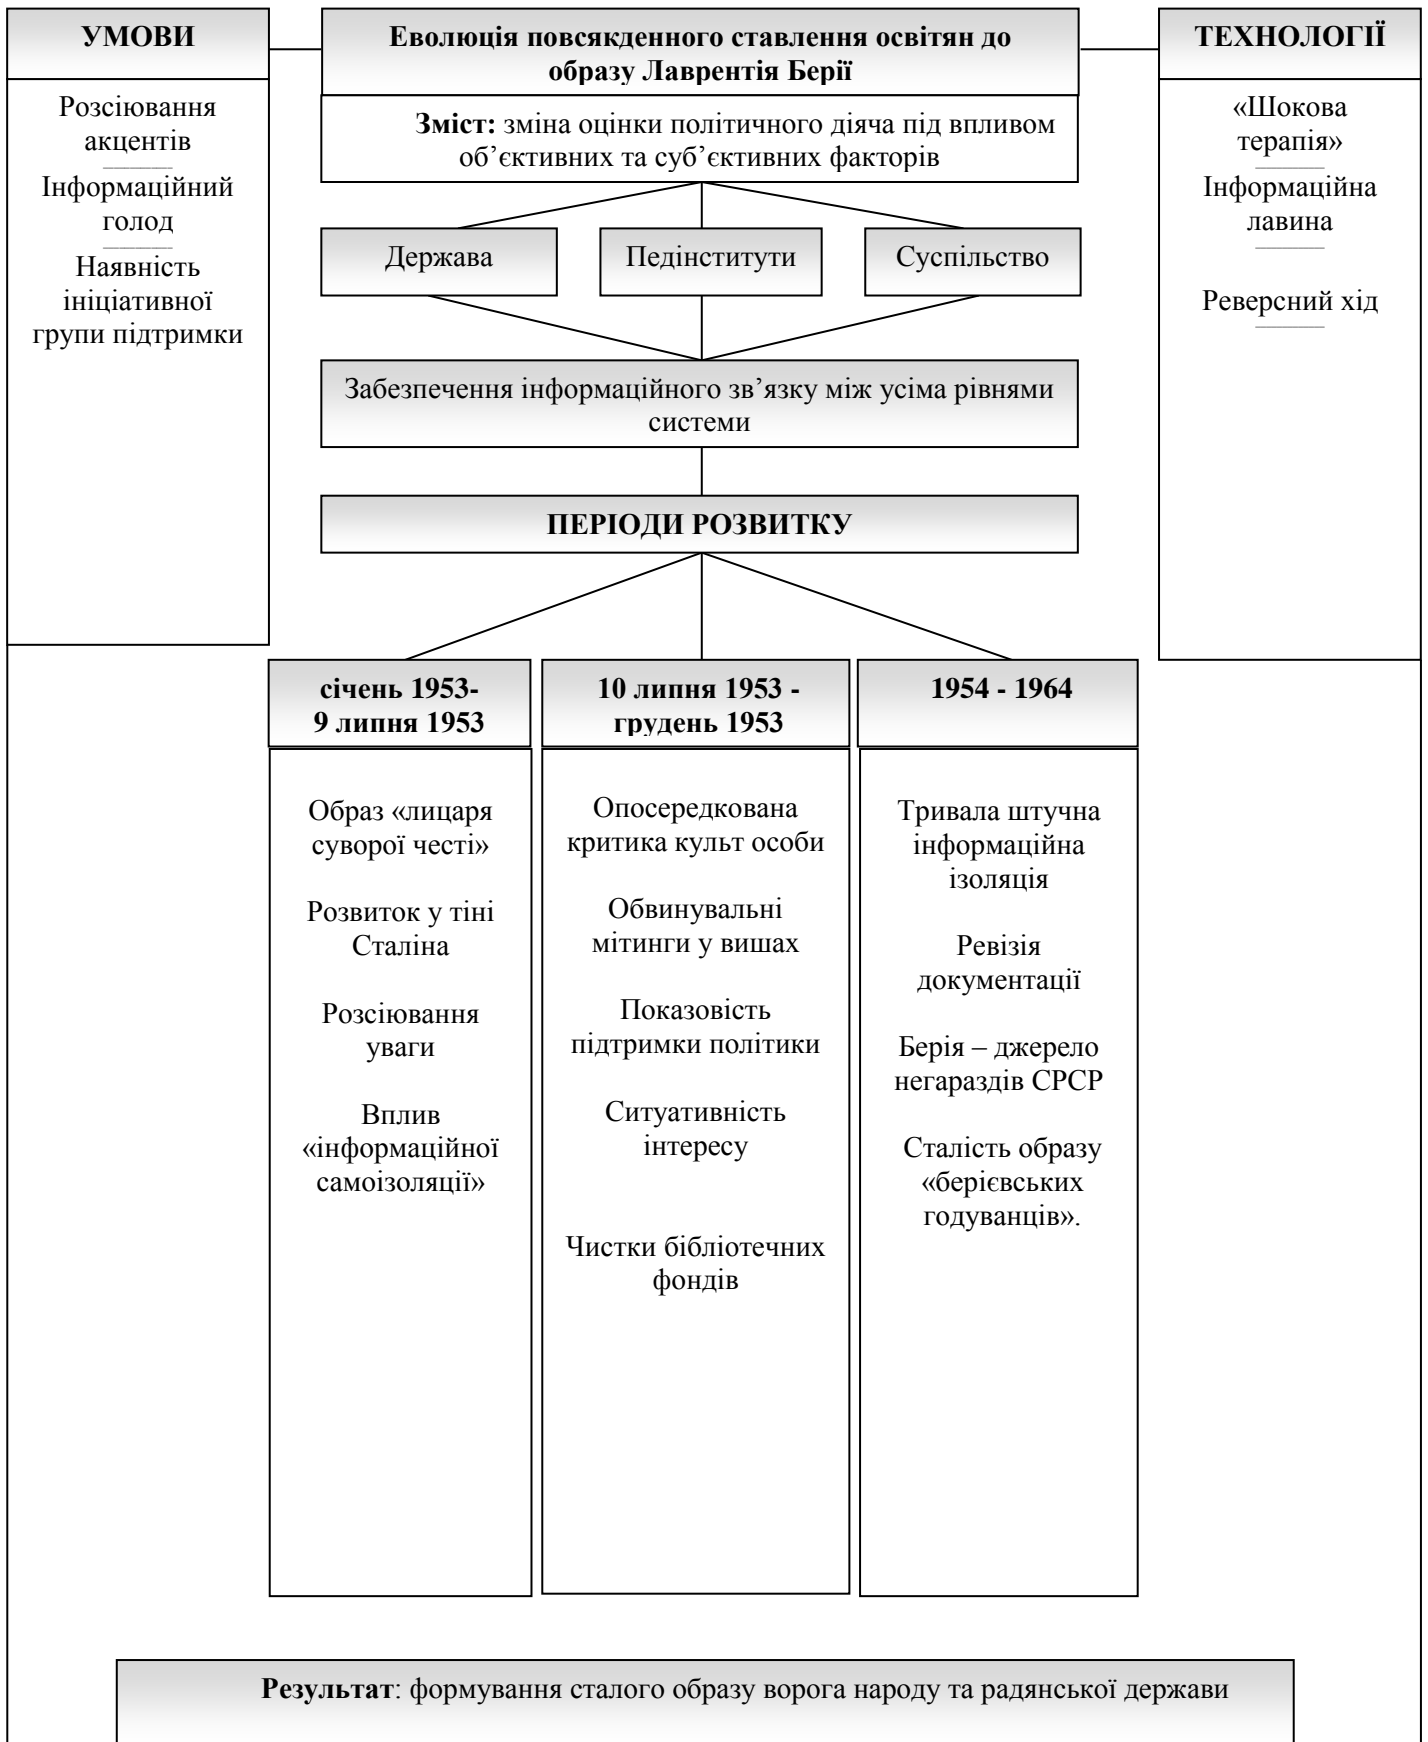 УМОВИ
Розсіювання
акцентів
Інформаційний
голод
Наявність
ініціативної
групи підтримки
Еволюція повсякденного ставлення освітян до
образу Лаврентія Берії
Зміст: зміна оцінки політичного діяча під впливом
об’єктивних та суб’єктивних факторів
Держава
Педінститути
Суспільство
Забезпечення інформаційного зв’язку між усіма рівнями
системи
ПЕРІОДИ РОЗВИТКУ
ТЕХНОЛОГІЇ
«Шокова
терапія»
Інформаційна
лавина
Реверсний хід
січень 1953-
9 липня 1953
Образ «лицаря
суворої честі»
Розвиток у тіні
Сталіна
Розсіювання
уваги
Вплив
«інформаційної
самоізоляції»
10 липня 1953 -
грудень 1953
Опосередкована
критика культ особи
Обвинувальні
мітинги у вишах
Показовість
підтримки політики
Ситуативність
інтересу
Чистки бібліотечних
фондів
1954 - 1964
Тривала штучна
інформаційна
ізоляція
Ревізія
документації
Берія – джерело
негараздів СРСР
Сталість образу
«берієвських
годуванців».
Результат: формування сталого образу ворога народу та радянської держави